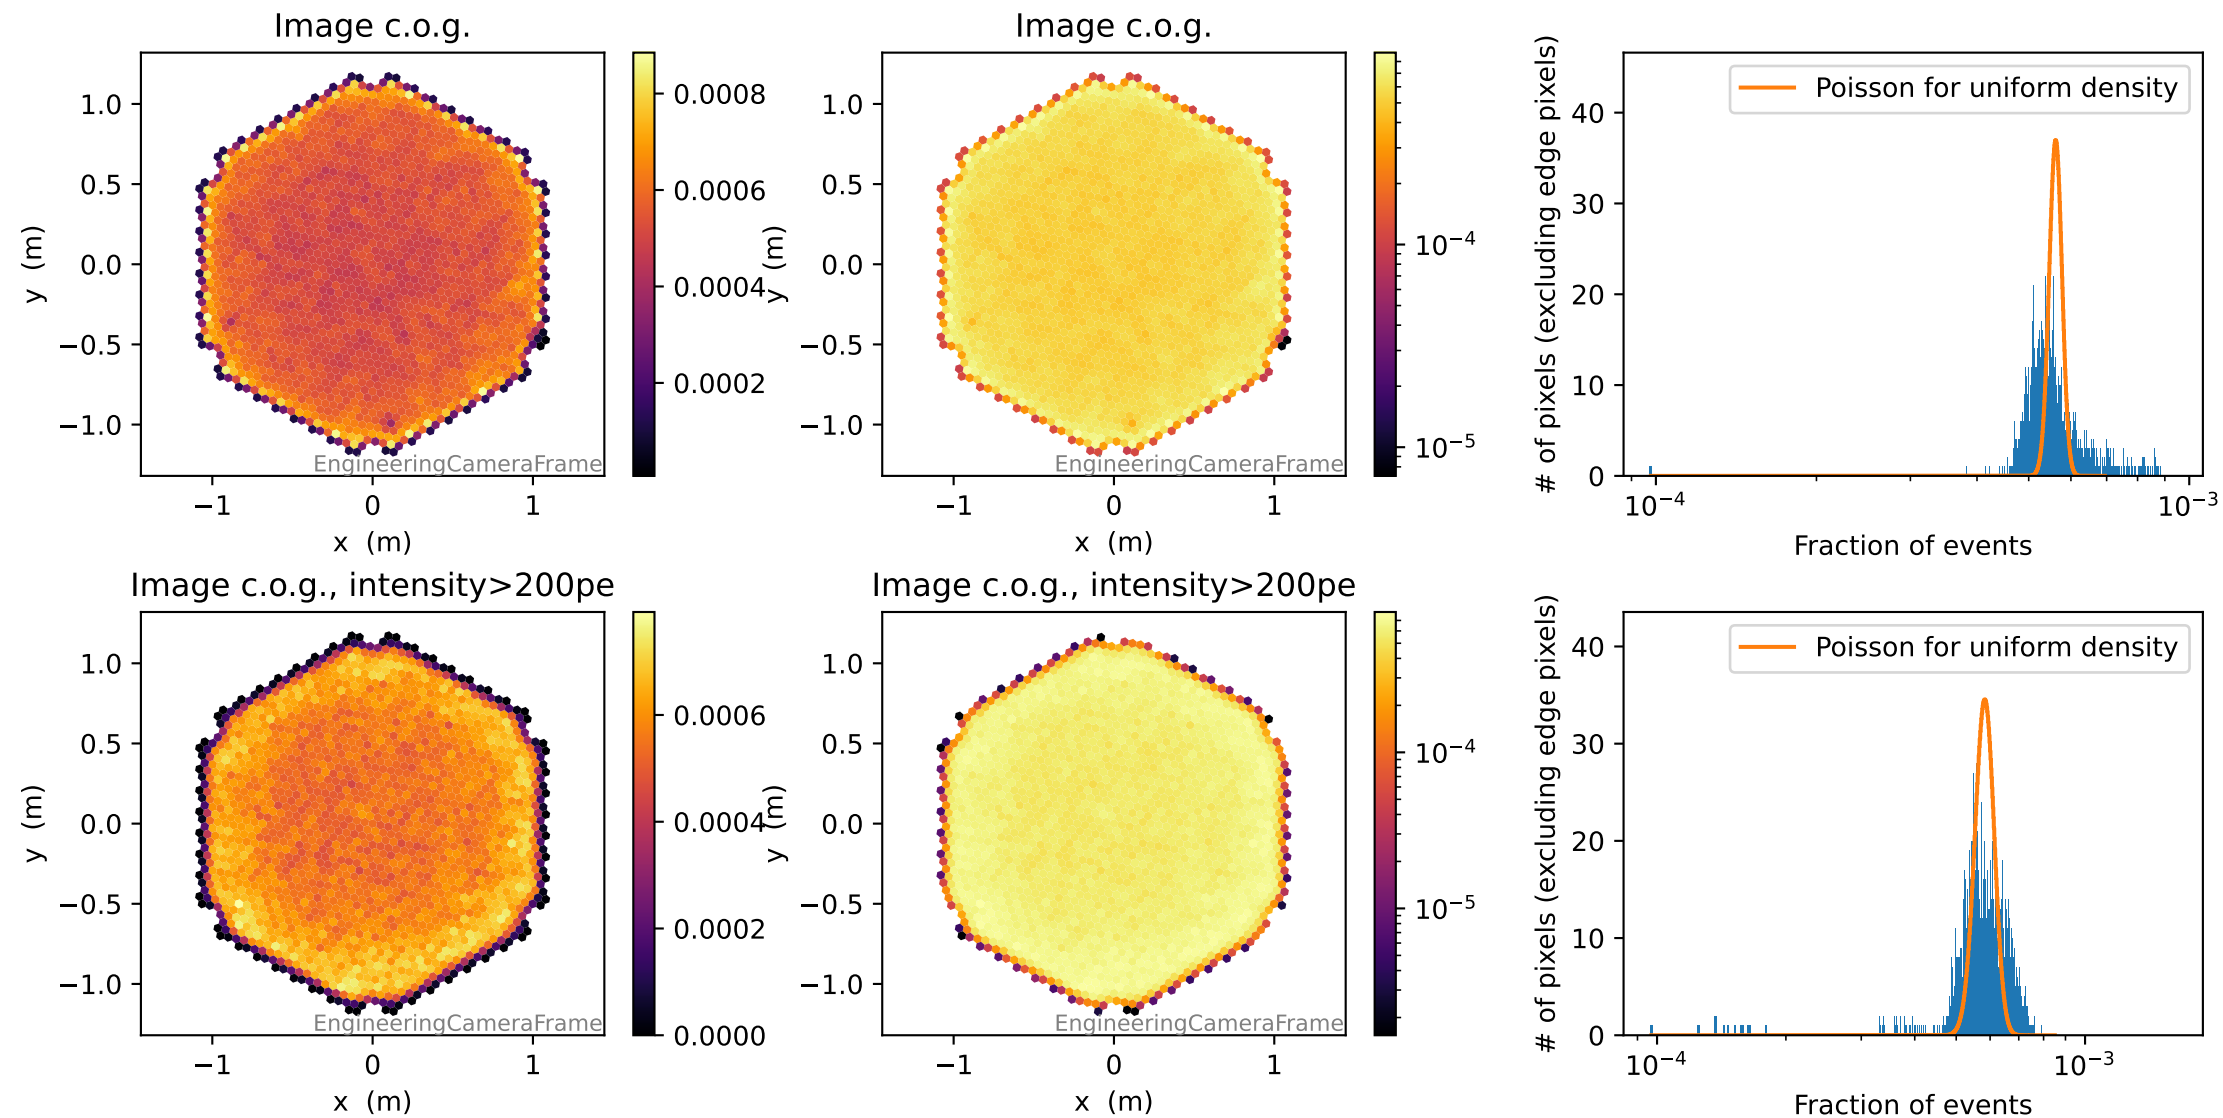 Image c.o.g.
1.0
0.5
0.0
−0.5
−1.0
y (m)
−1
0
1
x (m)
EngineeringCameraFrame
0.0008
0.0006
0.0004
0.0002
Image c.o.g.
1.0
0.5
0.0
−0.5
−1.0
y (m)
−1
0
1
x (m)
EngineeringCameraFrame
10⁻⁴
10⁻⁵
Poisson for uniform density
# of pixels (excluding edge pixels)
40
30
20
10
0
10⁻⁴
10⁻³
Fraction of events
Image c.o.g., intensity>200pe
1.0
0.5
0.0
−0.5
−1.0
y (m)
−1
0
1
x (m)
EngineeringCameraFrame
0.0006
0.0004
0.0002
0.0000
Image c.o.g., intensity>200pe
1.0
0.5
0.0
−0.5
−1.0
y (m)
−1
0
1
x (m)
EngineeringCameraFrame
10⁻⁴
10⁻⁵
Poisson for uniform density
# of pixels (excluding edge pixels)
40
30
20
10
0
10⁻⁴
10⁻³
Fraction of events